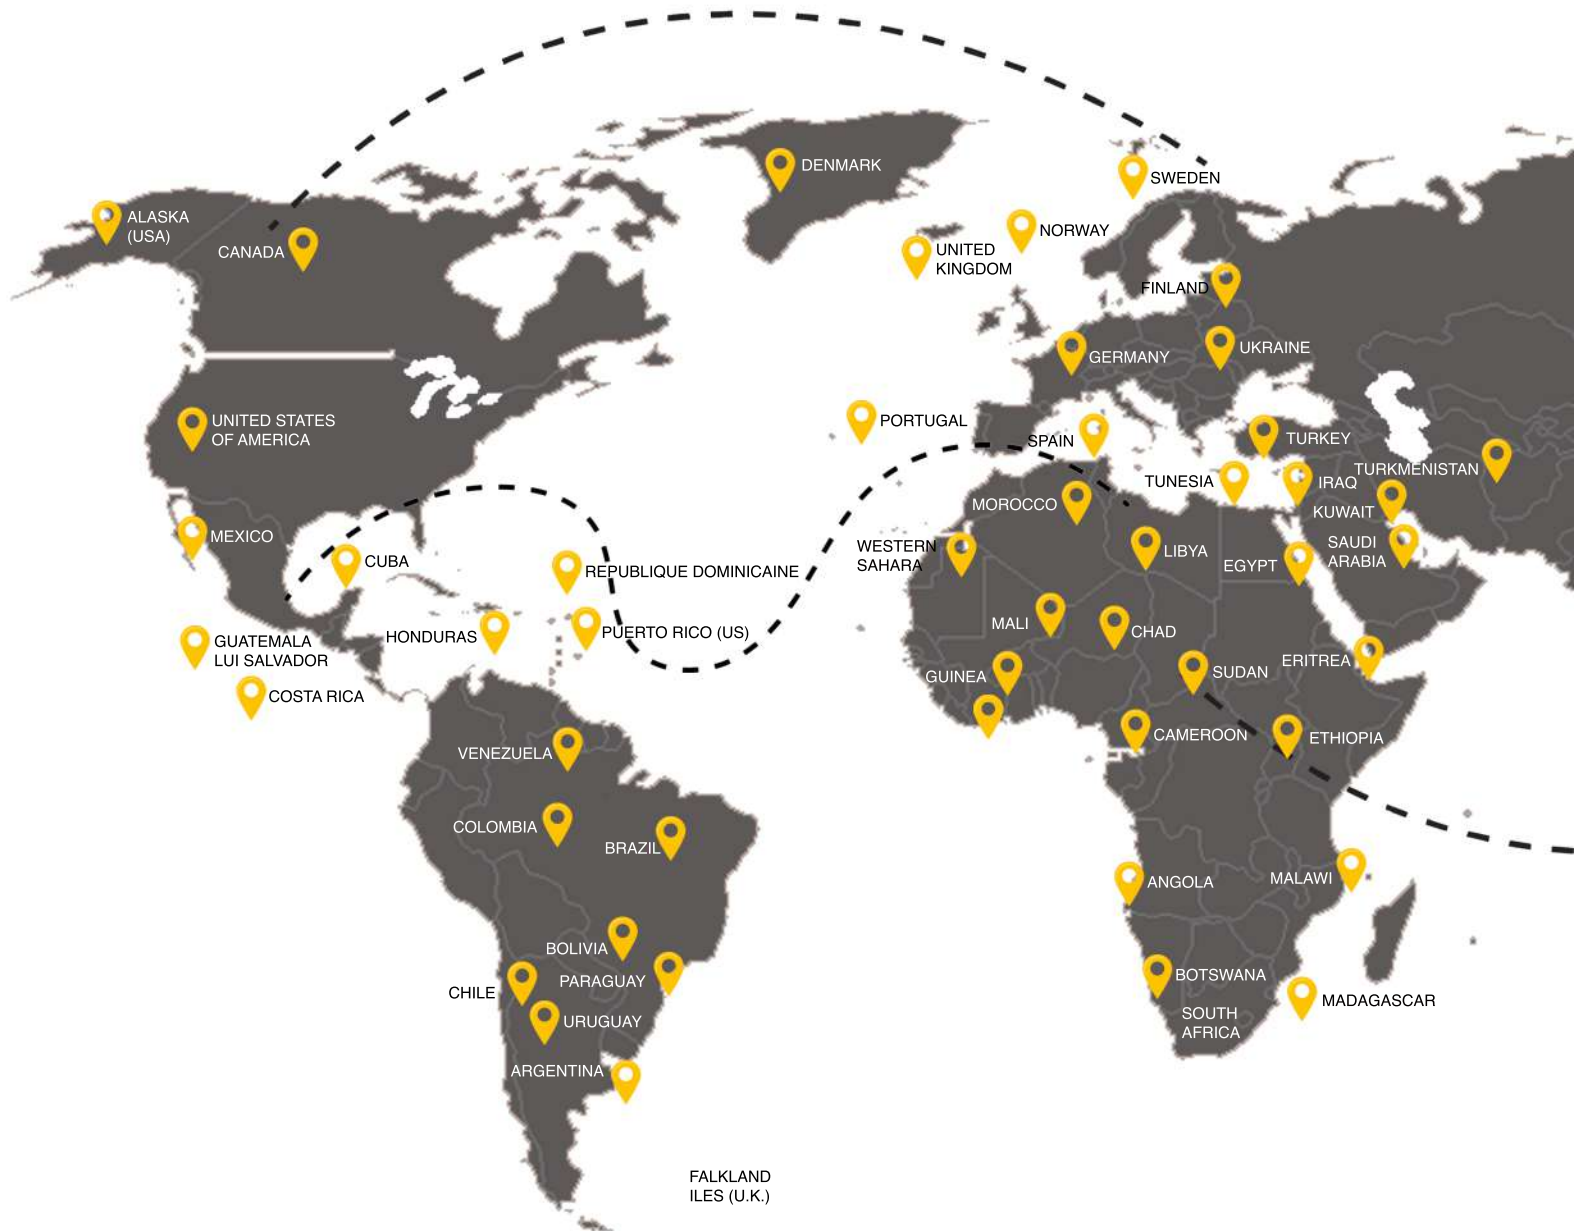 DENMARK
SWEDEN
ALASKA
(USA)
CANADA
NORWAY
UNITED
KINGDOM
FINLAND
GERMANY
UKRAINE
UNITED STATES
OF AMERICA
PORTUGAL
SPAIN
TURKEY
TURKMENISTAN
TUNESIA
IRAQ
MOROCCO
KUWAIT
MEXICO
CUBA
REPUBLIQUE DOMINICAINE
WESTERN
SAHARA
LIBYA
EGYPT
SAUDI
ARABIA
HONDURAS
PUERTO RICO (US)
MALI
CHAD
GUATEMALA
LUI SALVADOR
ERITREA
GUINEA
SUDAN
COSTA RICA
VENEZUELA
CAMEROON
ETHIOPIA
COLOMBIA
BRAZIL
ANGOLA
MALAWI
BOLIVIA
PARAGUAY
BOTSWANA
CHILE
MADAGASCAR
URUGUAY
SOUTH
AFRICA
ARGENTINA
FALKLAND
ILES (U.K.)